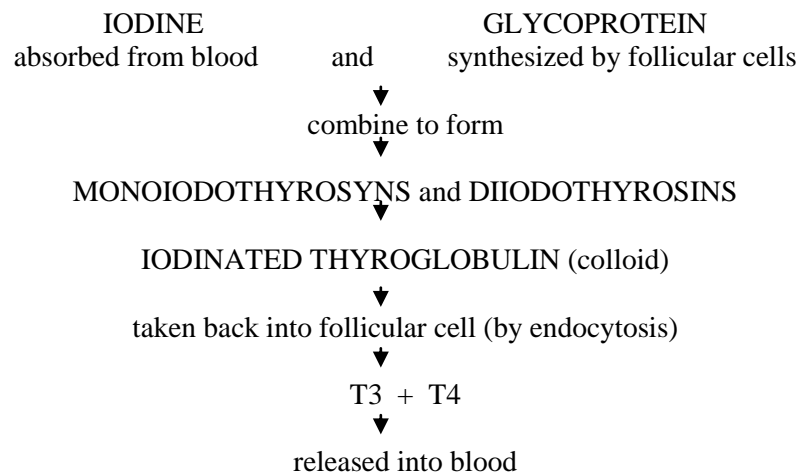 IODINE GLYCOPROTEIN
absorbed from blood and synthesized by follicular cells
combine to form
MONOIODOTHYROSYNS and DIIODOTHYROSINS
IODINATED THYROGLOBULIN (colloid)
taken back into follicular cell (by endocytosis)
T3 + T4
released into blood